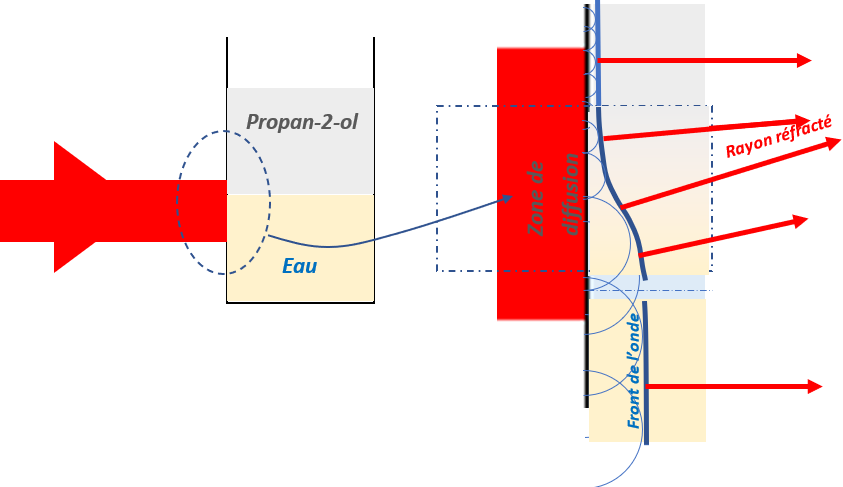 Propan-2-ol
Eau
Zone de
diffusion
Rayon réfracté
Front de l'onde